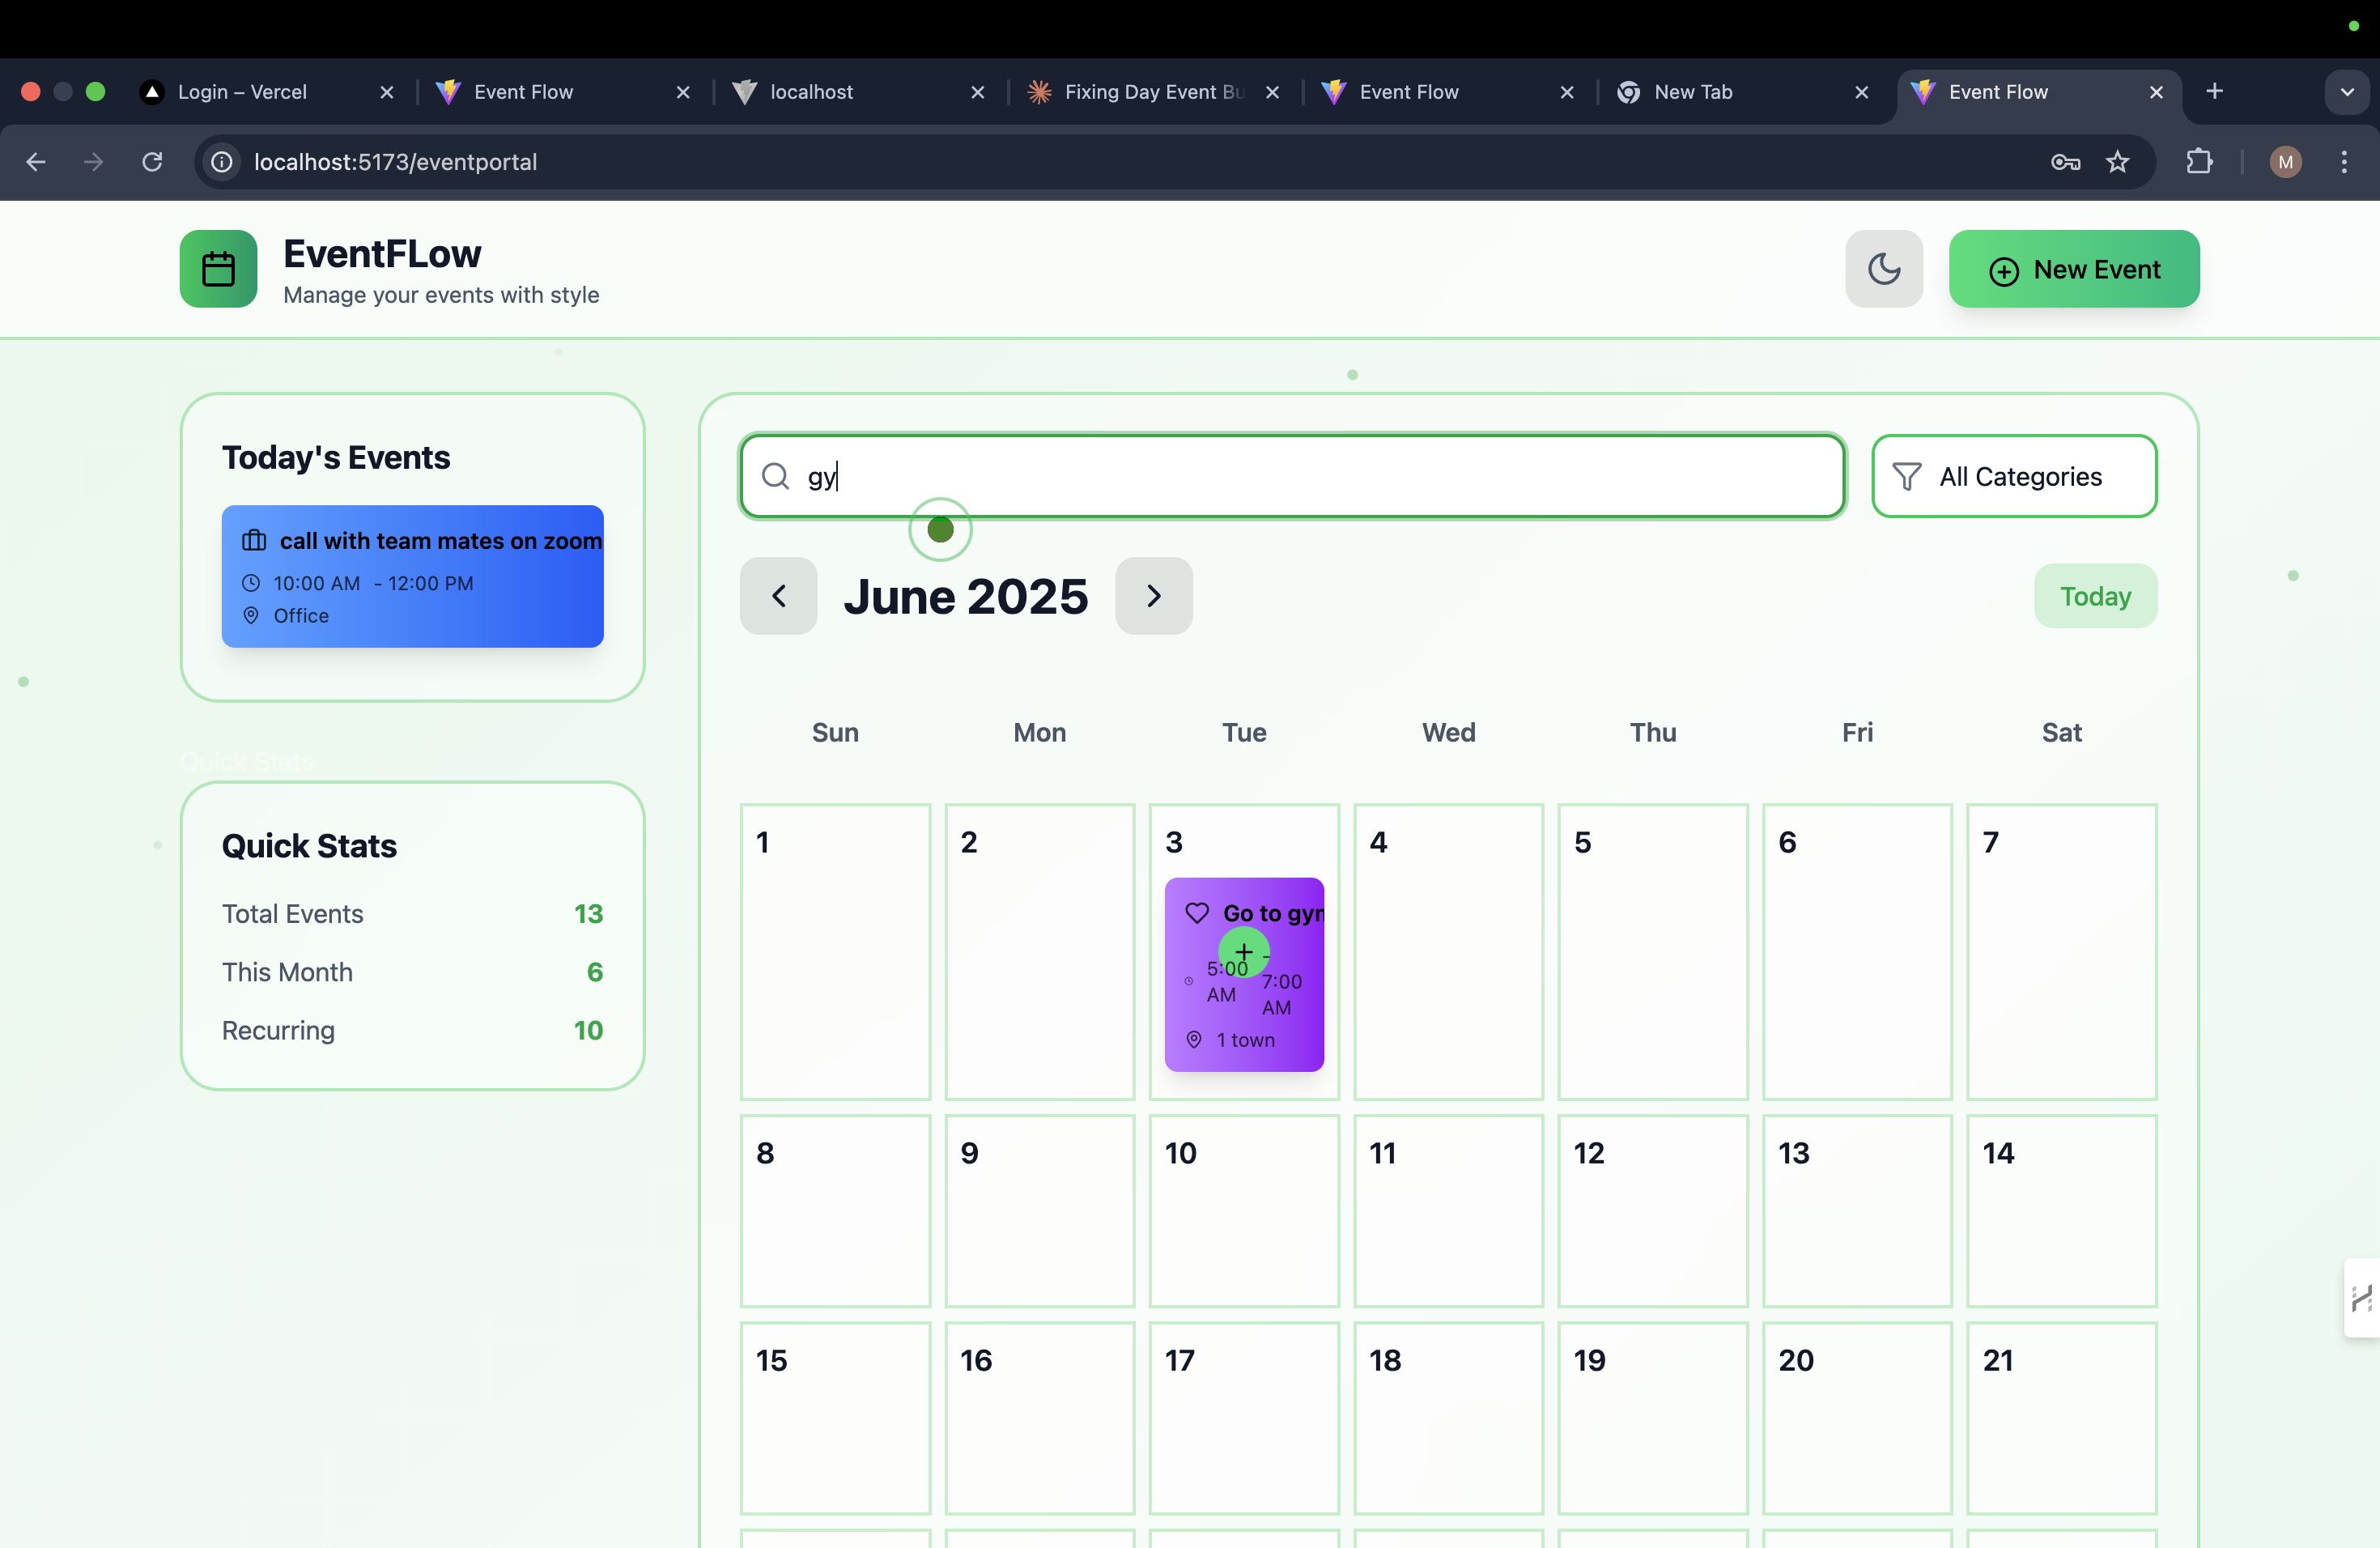 Login – Vercel
Event Flow
localhost
Fixing Day Event Bu
Event Flow
New Tab
Event Flow
localhost:5173/eventportal
M
EventFLow
Manage your events with style
New Event
Today's Events
call with team mates on zoom
10:00 AM - 12:00 PM
Office
Quick Stats
Quick Stats
Total Events 13
This Month 6
Recurring 10
gy
All Categories
June 2025
Today
Sun Mon Tue Wed Thu Fri Sat
1 2 3 4 5 6 7
Go to gym
5:00 AM - 7:00 AM
1 town
8 9 10 11 12 13 14
15 16 17 18 19 20 21